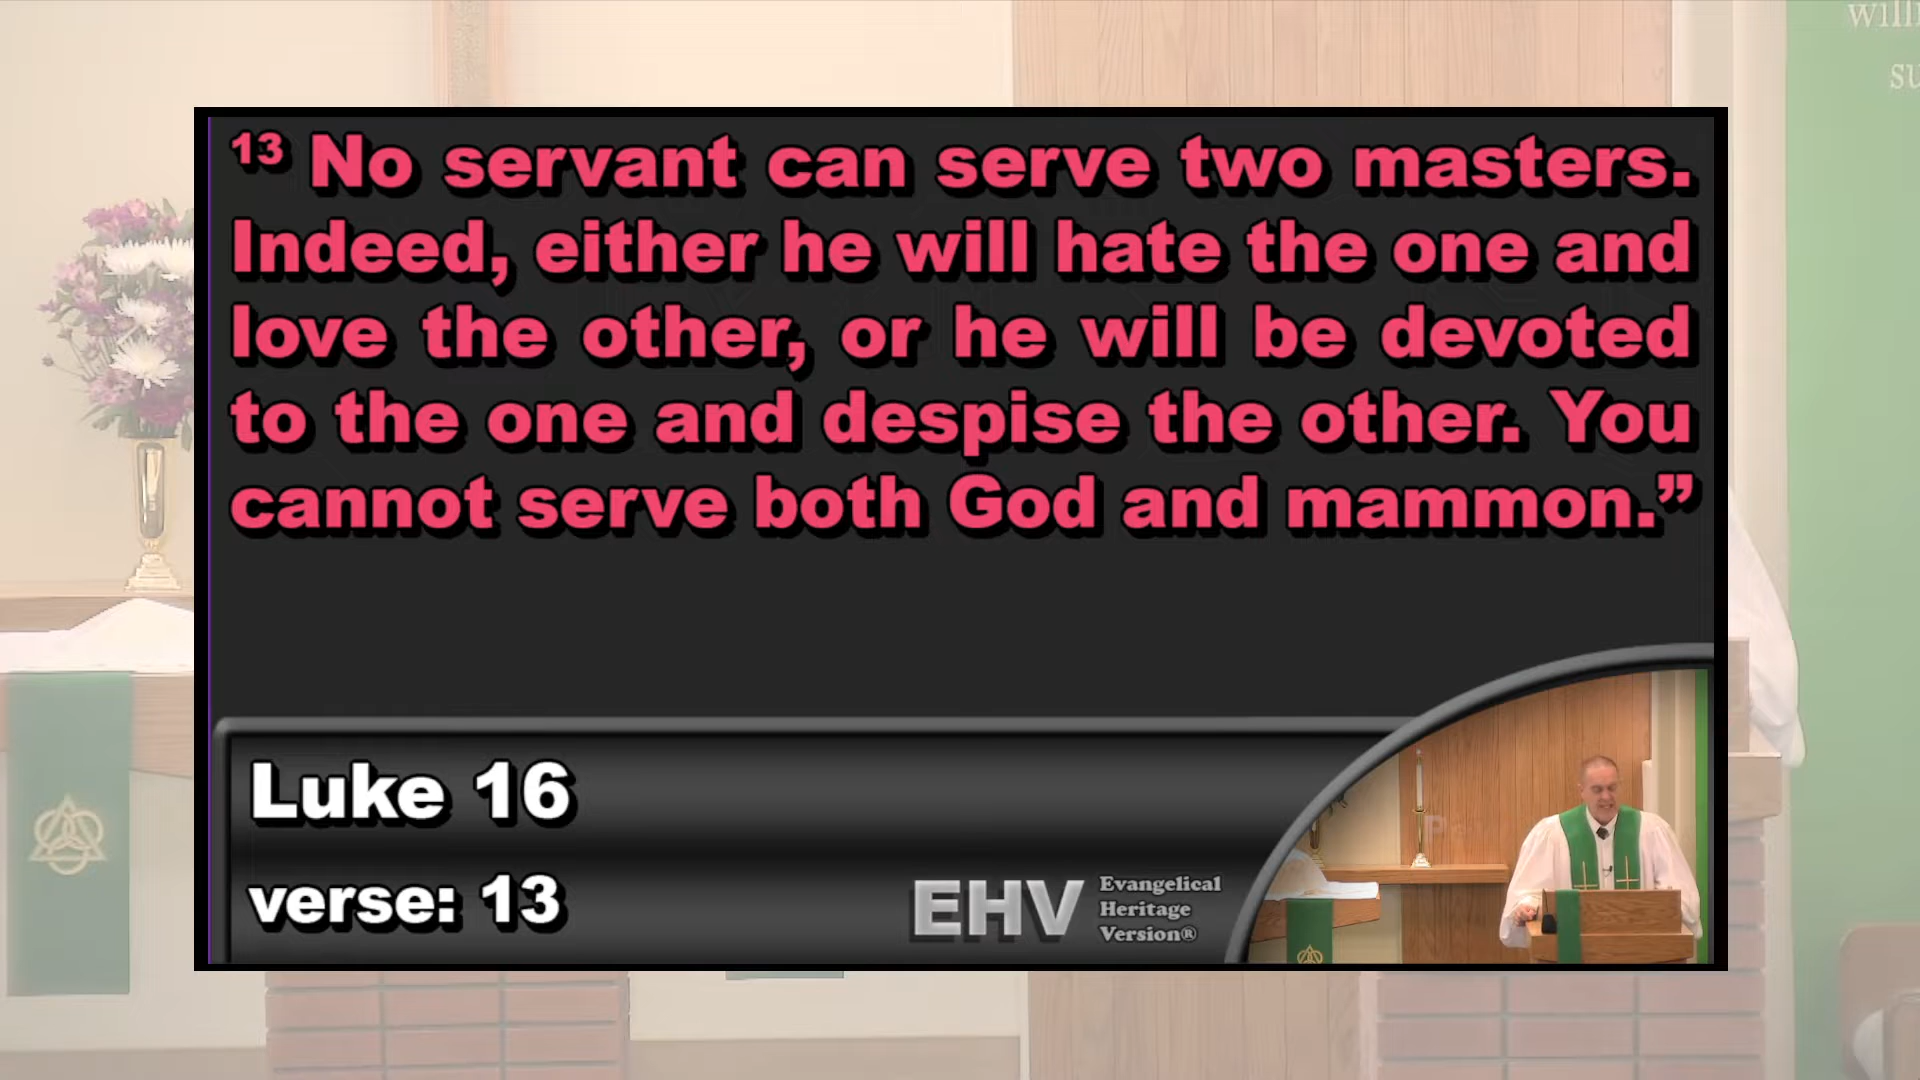 ¹³ No servant can serve two masters.
Indeed, either he will hate the one and
love the other, or he will be devoted
to the one and despise the other. You
cannot serve both God and mammon.”
Luke 16
verse: 13
EHV
Evangelical
Heritage
Version®